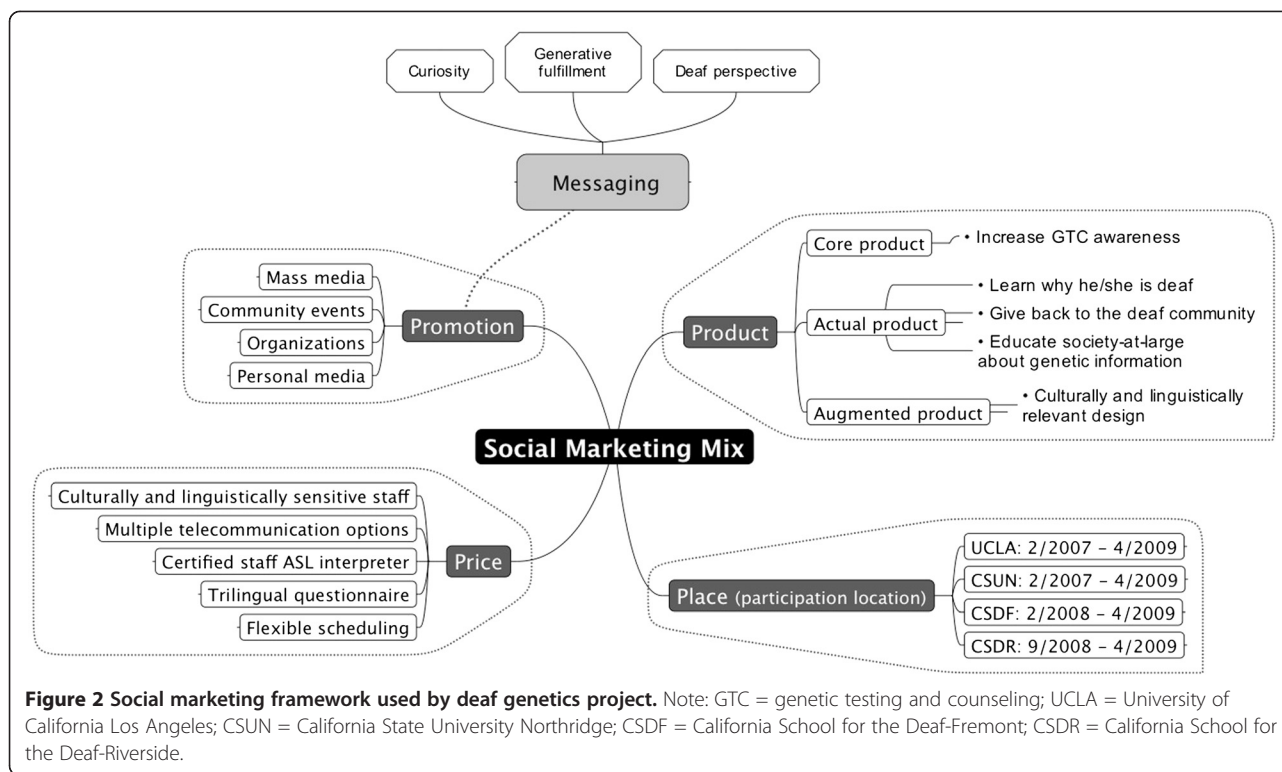 Curiosity
Generative
fulfillment
Deaf perspective
Messaging
Mass media
Community events
Organizations
Personal media
Promotion
Product
Core product
• Increase GTC awareness
Actual product
• Learn why he/she is deaf
• Give back to the deaf community
• Educate society-at-large
about genetic information
Augmented product
• Culturally and linguistically
relevant design
Social Marketing Mix
Culturally and linguistically sensitive staff
Multiple telecommunication options
Certified staff ASL interpreter
Trilingual questionnaire
Flexible scheduling
Price
Place (participation location)
UCLA: 2/2007 – 4/2009
CSUN: 2/2007 – 4/2009
CSDF: 2/2008 – 4/2009
CSDR: 9/2008 – 4/2009
Figure 2 Social marketing framework used by deaf genetics project. Note: GTC = genetic testing and counseling; UCLA = University of
California Los Angeles; CSUN = California State University Northridge; CSDF = California School for the Deaf-Fremont; CSDR = California School for
the Deaf-Riverside.